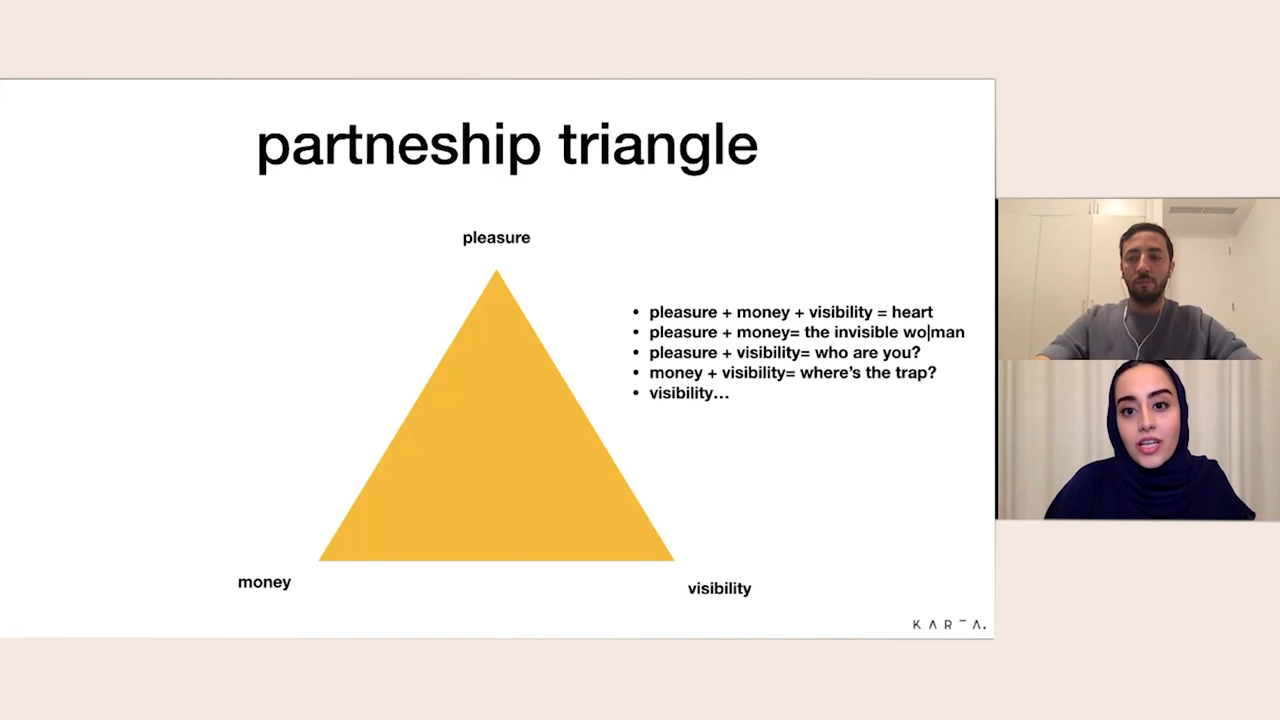 partneship triangle
pleasure
• pleasure + money + visibility = heart
• pleasure + money= the invisible wo|man
• pleasure + visibility= who are you?
• money + visibility= where’s the trap?
• visibility…
money
visibility
KARTA.